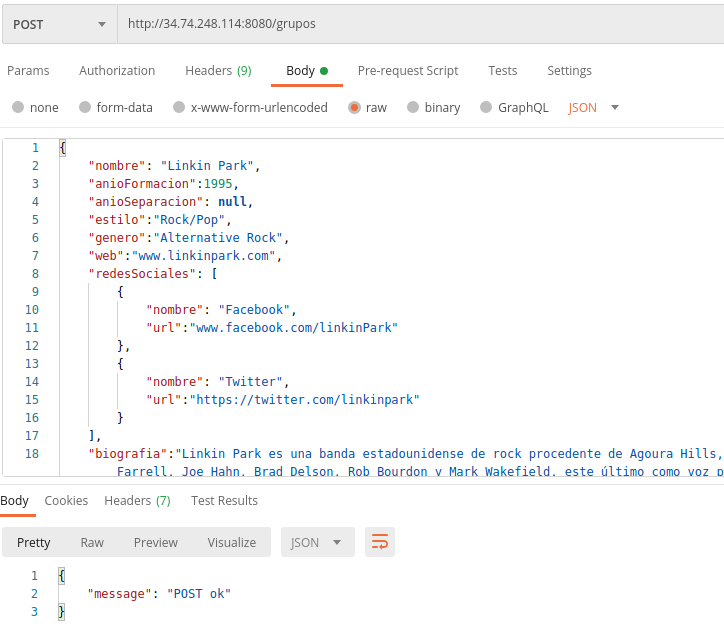 POST http://34.74.248.114:8080/grupos
Params Authorization Headers (9) Body Pre-request Script Tests Settings
none form-data x-www-form-urlencoded raw binary GraphQL JSON
1 {
2 "nombre": "Linkin Park",
3 "anioFormacion":1995,
4 "anioSeparacion": null,
5 "estilo":"Rock/Pop",
6 "genero":"Alternative Rock",
7 "web":"www.linkinpark.com",
8 "redesSociales": [
9 {
10 "nombre": "Facebook",
11 "url":"www.facebook.com/linkinPark"
12 },
13 {
14 "nombre": "Twitter",
15 "url":"https://twitter.com/linkinpark"
16 }
17 ],
18 "biografia":"Linkin Park es una banda estadounidense de rock procedente de Agoura Hills,
Farrell, Joe Hahn, Brad Delson, Rob Bourdon y Mark Wakefield, este último como voz p
Body Cookies Headers (7) Test Results
Pretty Raw Preview Visualize JSON
1 {
2 "message": "POST ok"
3 }